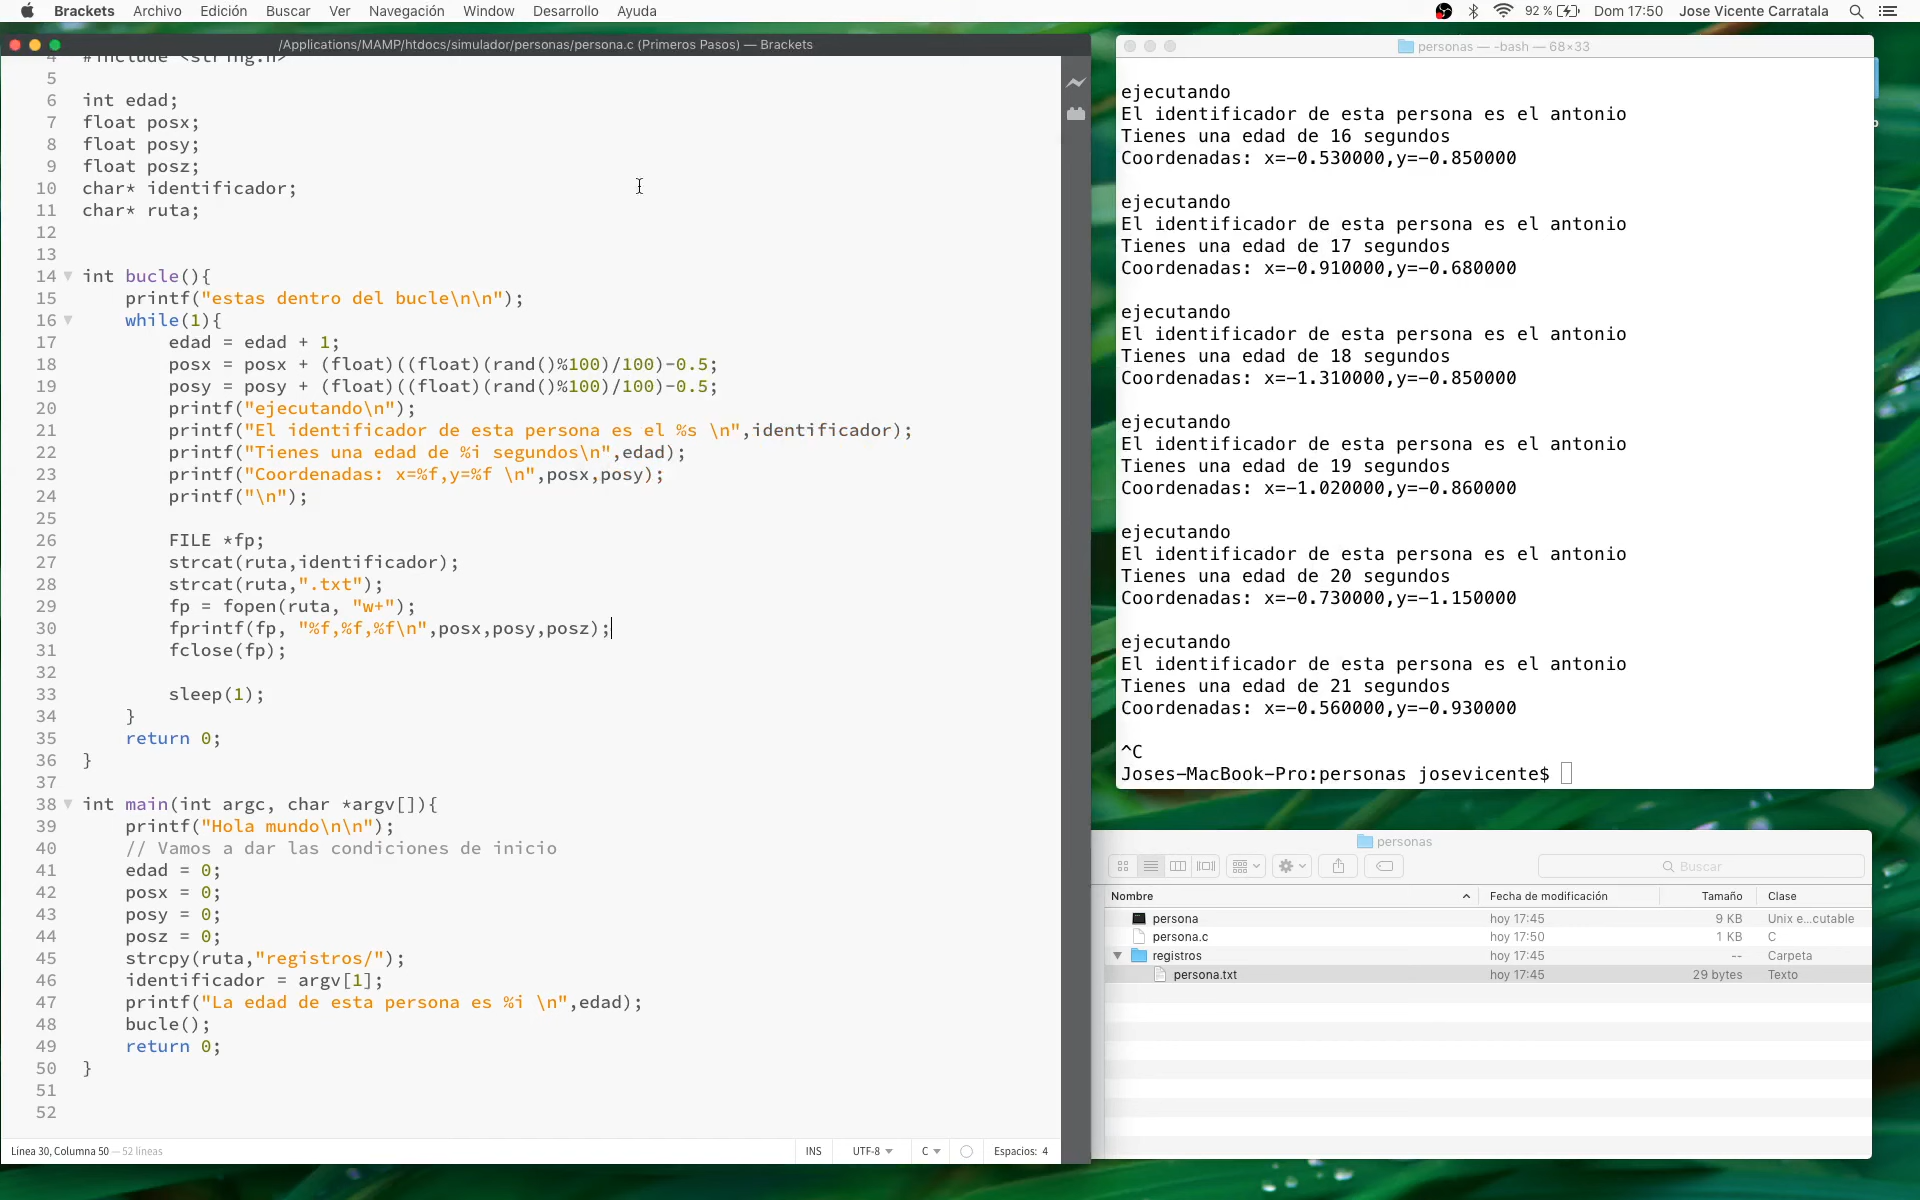 Brackets Archivo Edición Buscar Ver Navegación Window Desarrollo Ayuda 92 % Dom 17:50 Jose Vicente Carratala
/Applications/MAMP/htdocs/simulador/personas/persona.c (Primeros Pasos) — Brackets
4 #include <string.h>
5
6 int edad;
7 float posx;
8 float posy;
9 float posz;
10 char* identificador;
11 char* ruta;
12
13
14 int bucle(){
15 printf("estas dentro del bucle\n\n");
16 while(1){
17 edad = edad + 1;
18 posx = posx + (float)((float)(rand()%100)/100)-0.5;
19 posy = posy + (float)((float)(rand()%100)/100)-0.5;
20 printf("ejecutando\n");
21 printf("El identificador de esta persona es el %s \n",identificador);
22 printf("Tienes una edad de %i segundos\n",edad);
23 printf("Coordenadas: x=%f,y=%f \n",posx,posy);
24 printf("\n");
25
26 FILE *fp;
27 strcat(ruta,identificador);
28 strcat(ruta,".txt");
29 fp = fopen(ruta, "w+");
30 fprintf(fp, "%f,%f,%f\n",posx,posy,posz);
31 fclose(fp);
32
33 sleep(1);
34 }
35 return 0;
36 }
37
38 int main(int argc, char *argv[]){
39 printf("Hola mundo\n\n");
40 // Vamos a dar las condiciones de inicio
41 edad = 0;
42 posx = 0;
43 posy = 0;
44 posz = 0;
45 strcpy(ruta,"registros/");
46 identificador = argv[1];
47 printf("La edad de esta persona es %i \n",edad);
48 bucle();
49 return 0;
50 }
51
52
Línea 30, Columna 50 — 52 líneas INS UTF-8 C Espacios: 4
personas — -bash — 68×33
ejecutando
El identificador de esta persona es el antonio
Tienes una edad de 16 segundos
Coordenadas: x=-0.530000,y=-0.850000
ejecutando
El identificador de esta persona es el antonio
Tienes una edad de 17 segundos
Coordenadas: x=-0.910000,y=-0.680000
ejecutando
El identificador de esta persona es el antonio
Tienes una edad de 18 segundos
Coordenadas: x=-1.310000,y=-0.850000
ejecutando
El identificador de esta persona es el antonio
Tienes una edad de 19 segundos
Coordenadas: x=-1.020000,y=-0.860000
ejecutando
El identificador de esta persona es el antonio
Tienes una edad de 20 segundos
Coordenadas: x=-0.730000,y=-1.150000
ejecutando
El identificador de esta persona es el antonio
Tienes una edad de 21 segundos
Coordenadas: x=-0.560000,y=-0.930000
^C
Joses-MacBook-Pro:personas josevicente$
personas
Buscar
Nombre Fecha de modificación Tamaño Clase
persona hoy 17:45 9 KB Unix e...cutable
persona.c hoy 17:50 1 KB C
registros hoy 17:45 -- Carpeta
persona.txt hoy 17:45 29 bytes Texto